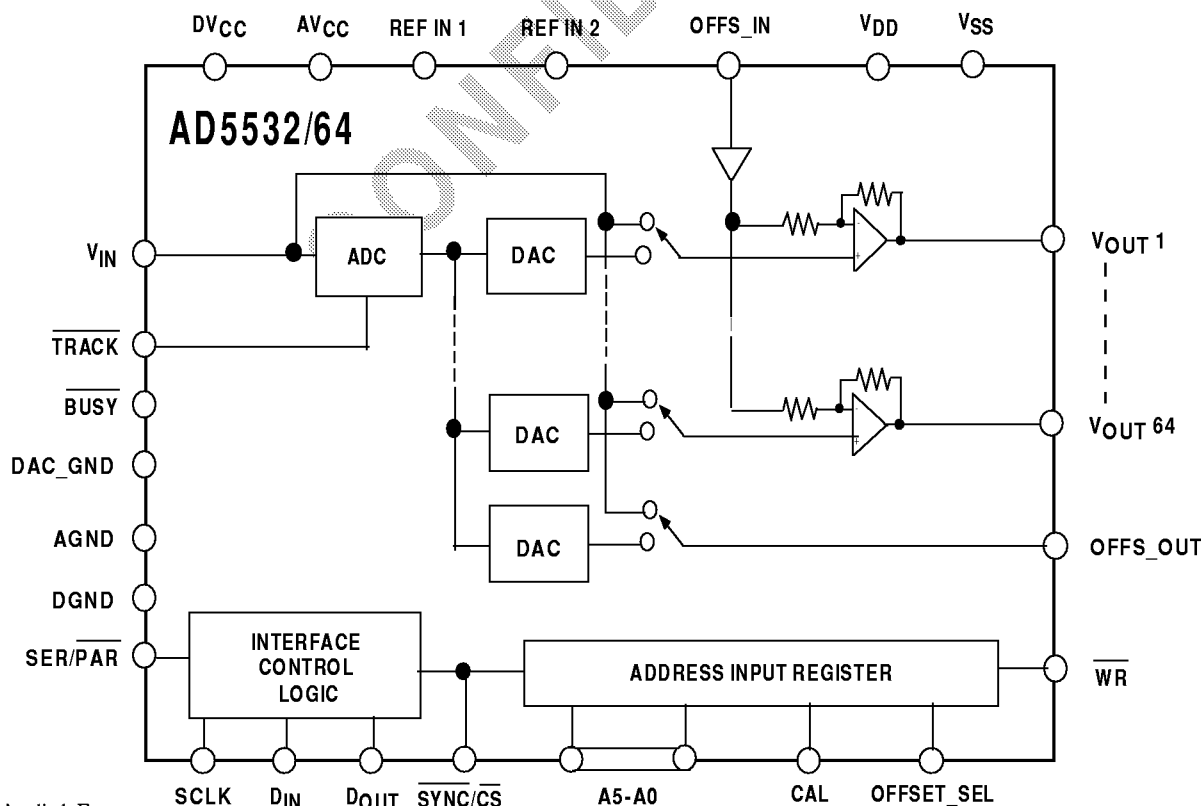 DVCC AVCC REF IN 1 REF IN 2 OFFS_IN VDD VSS
AD5532/64
VIN
ADC
DAC
VOUT 1
TRACK
BUSY
DAC
VOUT 64
DAC_GND
AGND
DAC
OFFS_OUT
DGND
SER/PAR
INTERFACE
CONTROL
LOGIC
ADDRESS INPUT REGISTER
WR
SCLK DIN DOUT SYNC/CS A5-A0 CAL OFFSET_SEL